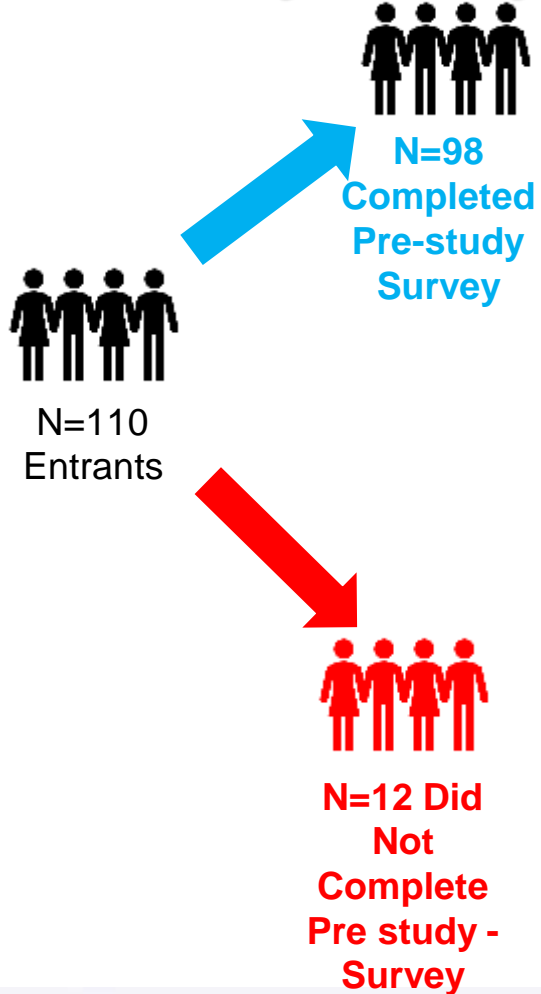 N=98
Completed
Pre-study
Survey
N=110
Entrants
N=12 Did
Not
Complete
Pre study -
Survey